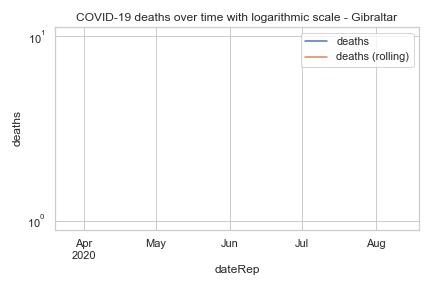 COVID-19 deaths over time with logarithmic scale - Gibraltar
deaths
deaths (rolling)
10¹
10⁰
deaths
Apr
2020
May
Jun
Jul
Aug
dateRep